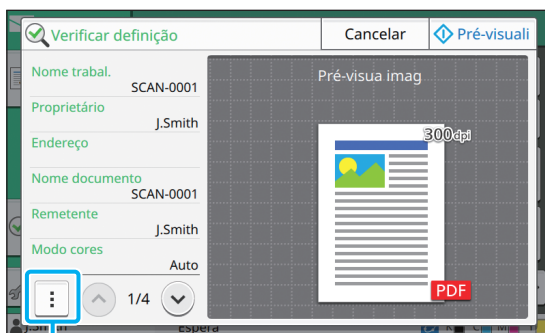 Verificar definição
Cancelar
Pré-visuali
Nome trabal.
SCAN-0001
Proprietário
J.Smith
Endereço
Nome documento
SCAN-0001
Remetente
J.Smith
Modo cores
Auto
1/4
Pré-visua imag
300dpi
PDF
J.Smith
Espera
K
C
M
Y